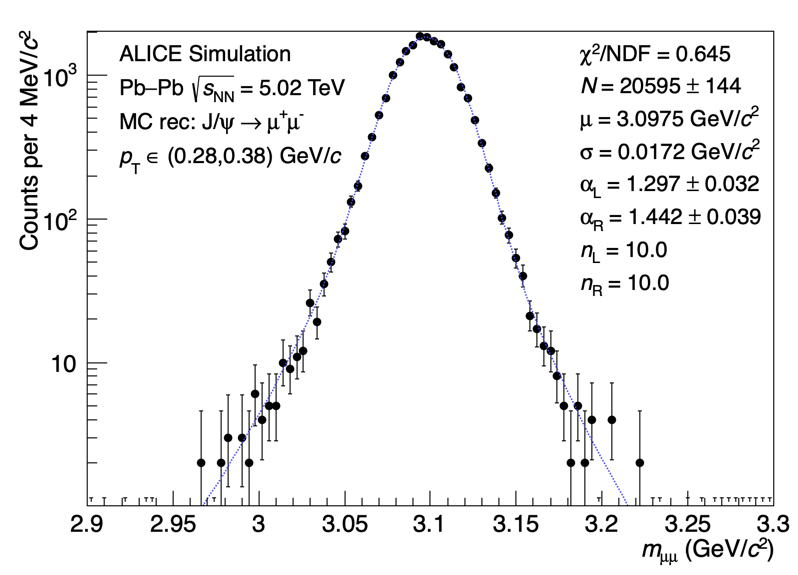 ALICE Simulation
Pb–Pb √sNN = 5.02 TeV
MC rec: J/ψ → μ+μ-
pT ∈ (0.28,0.38) GeV/c
χ2/NDF = 0.645
N = 20595 ± 144
μ = 3.0975 GeV/c2
σ = 0.0172 GeV/c2
αL = 1.297 ± 0.032
αR = 1.442 ± 0.039
nL = 10.0
nR = 10.0
Counts per 4 MeV/c2
103
102
10
2.9 2.95 3 3.05 3.1 3.15 3.2 3.25 3.3
mμμ (GeV/c2)